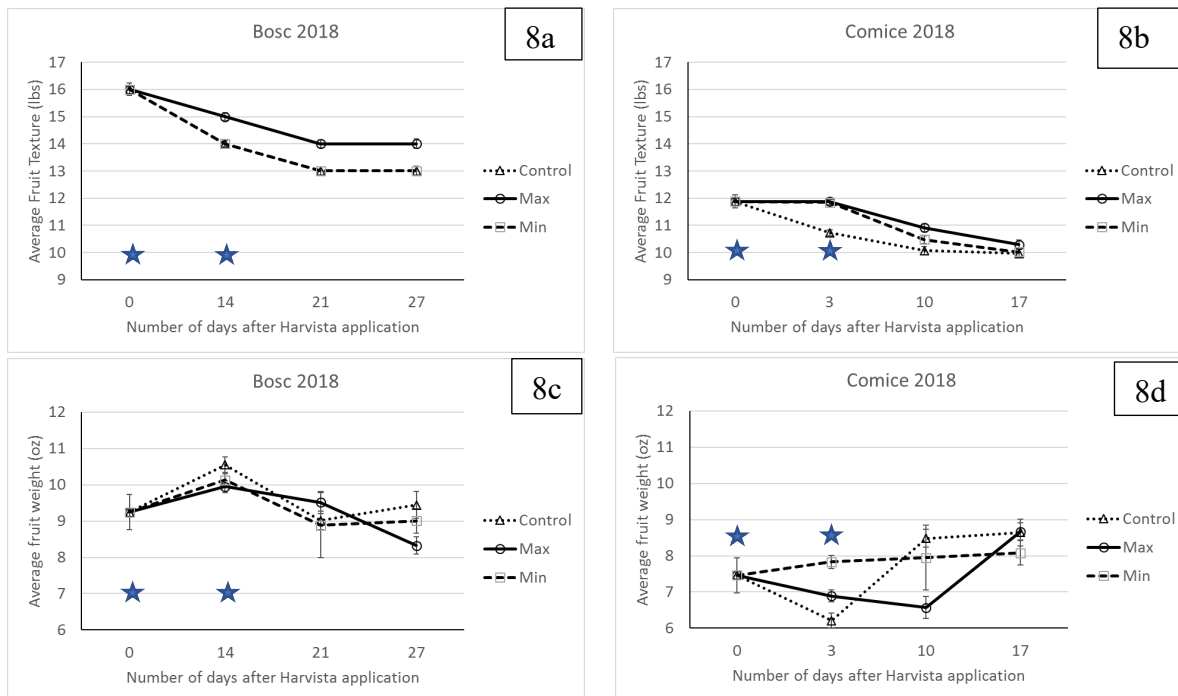 Bosc 2018
8a
Average Fruit Texture (lbs)
17
16
15
14
13
12
11
10
9
0 14 21 27
Number of days after Harvista application
Control
Max
Min
Comice 2018
8b
Average Fruit Texture (lbs)
17
16
15
14
13
12
11
10
9
0 3 10 17
Number of days after Harvista application
Control
Max
Min
Bosc 2018
8c
Average fruit weight (oz)
12
11
10
9
8
7
6
0 14 21 27
Number of days after Harvista application
Control
Max
Min
Comice 2018
8d
Average fruit weight (oz)
12
11
10
9
8
7
6
0 3 10 17
Number of days after Harvista application
Control
Max
Min